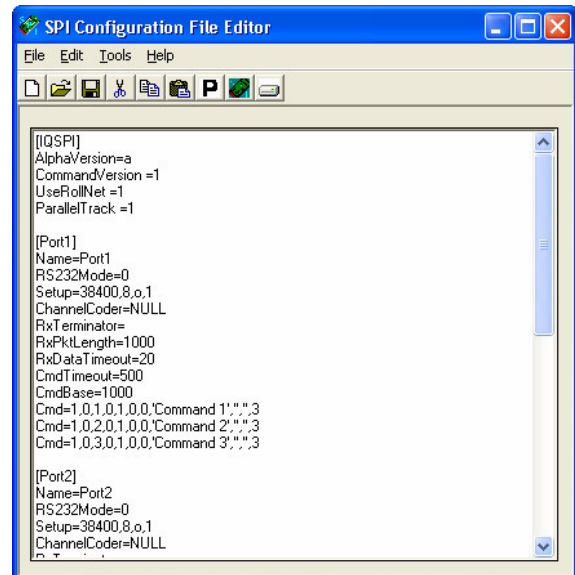 SPI Configuration File Editor
File Edit Tools Help
P
[IQSPI]
AlphaVersion=a
CommandVersion =1
UseRollNet =1
ParallelTrack =1
[Port1]
Name=Port1
RS232Mode=0
Setup=38400,8,o,1
ChannelCoder=NULL
RxTerminator=
RxPktLength=1000
RxDataTimeout=20
CmdTimeout=500
CmdBase=1000
Cmd=1,0,1,0,1,0,0,'Command 1','','',3
Cmd=1,0,2,0,1,0,0,'Command 2','','',3
Cmd=1,0,3,0,1,0,0,'Command 3','','',3
[Port2]
Name=Port2
RS232Mode=0
Setup=38400,8,o,1
ChannelCoder=NULL